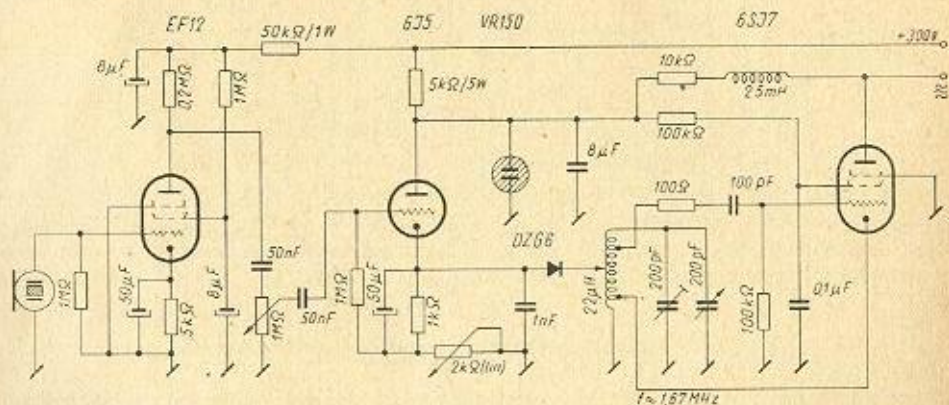 EF12
6J5
VR150
6SJ7
50kΩ/1W
+300V
8μF
0,2MΩ
1MΩ
5kΩ/5W
10kΩ
2,5mH
100kΩ
8μF
100Ω
100pF
DZG6
50nF
1MΩ
50μF
5kΩ
8μF
1MΩ
50nF
1MΩ
50μF
1kΩ
1nF
2kΩ(lin)
22μH
200pF
200pF
100kΩ
0,1μF
f ≈ 1,67MHz